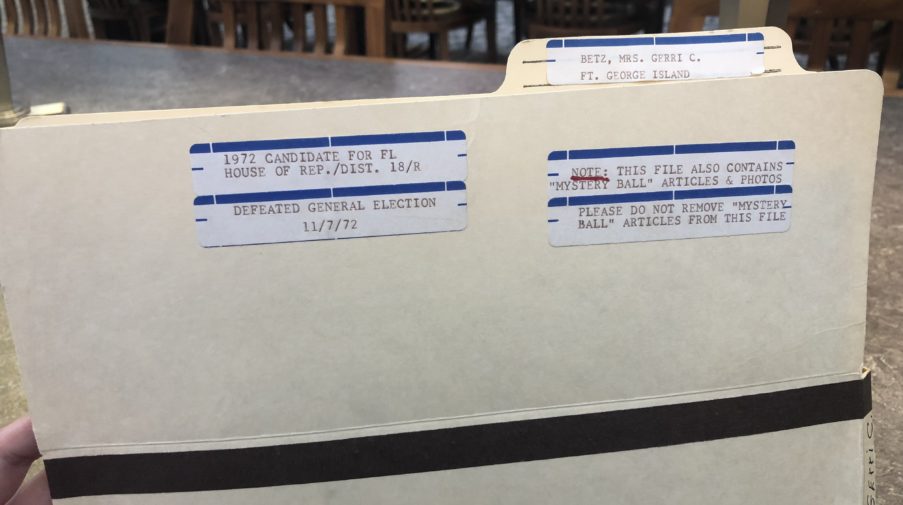 BETZ, MRS. GERRI C.
FT. GEORGE ISLAND
1972 CANDIDATE FOR FL
HOUSE OF REP./DIST. 18/R
DEFEATED GENERAL ELECTION
11/7/72
NOTE: THIS FILE ALSO CONTAINS
"MYSTERY BALL" ARTICLES & PHOTOS
PLEASE DO NOT REMOVE "MYSTERY
BALL" ARTICLES FROM THIS FILE
Gerri C.